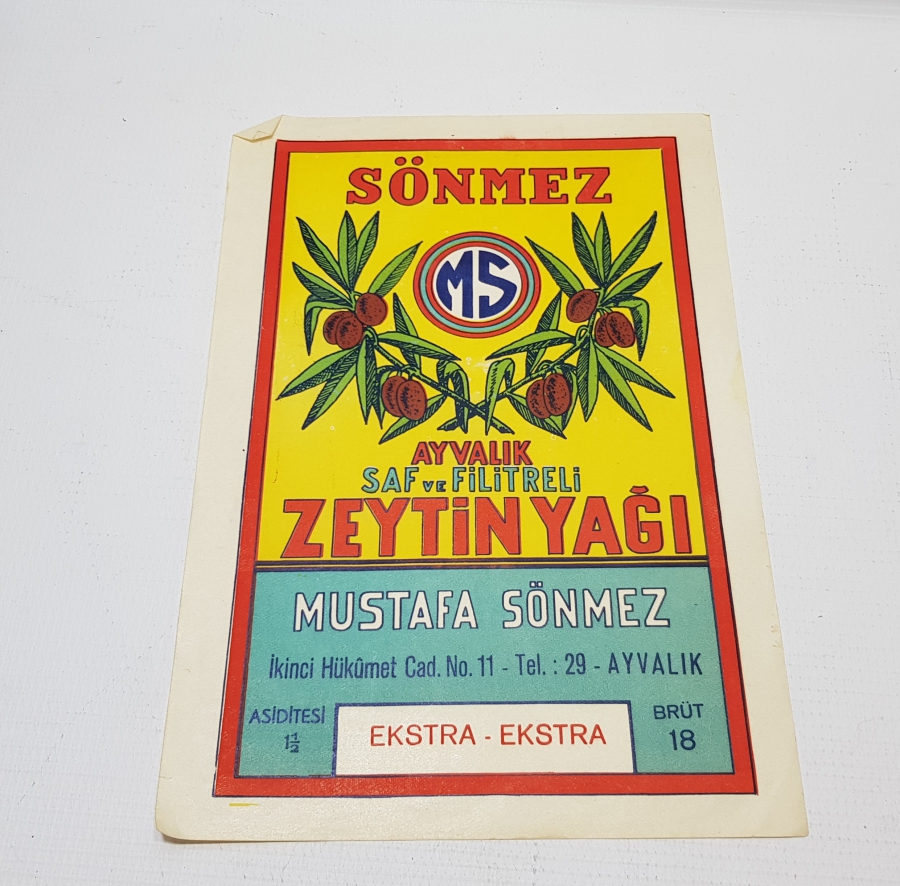 SÖNMEZ
MS
AYVALIK
SAF VE FİLİTRELİ
ZEYTİN YAĞI
MUSTAFA SÖNMEZ
İkinci Hükûmet Cad. No. 11 - Tel. : 29 - AYVALIK
ASİDİTESİ
1½
EKSTRA - EKSTRA
BRÜT
18